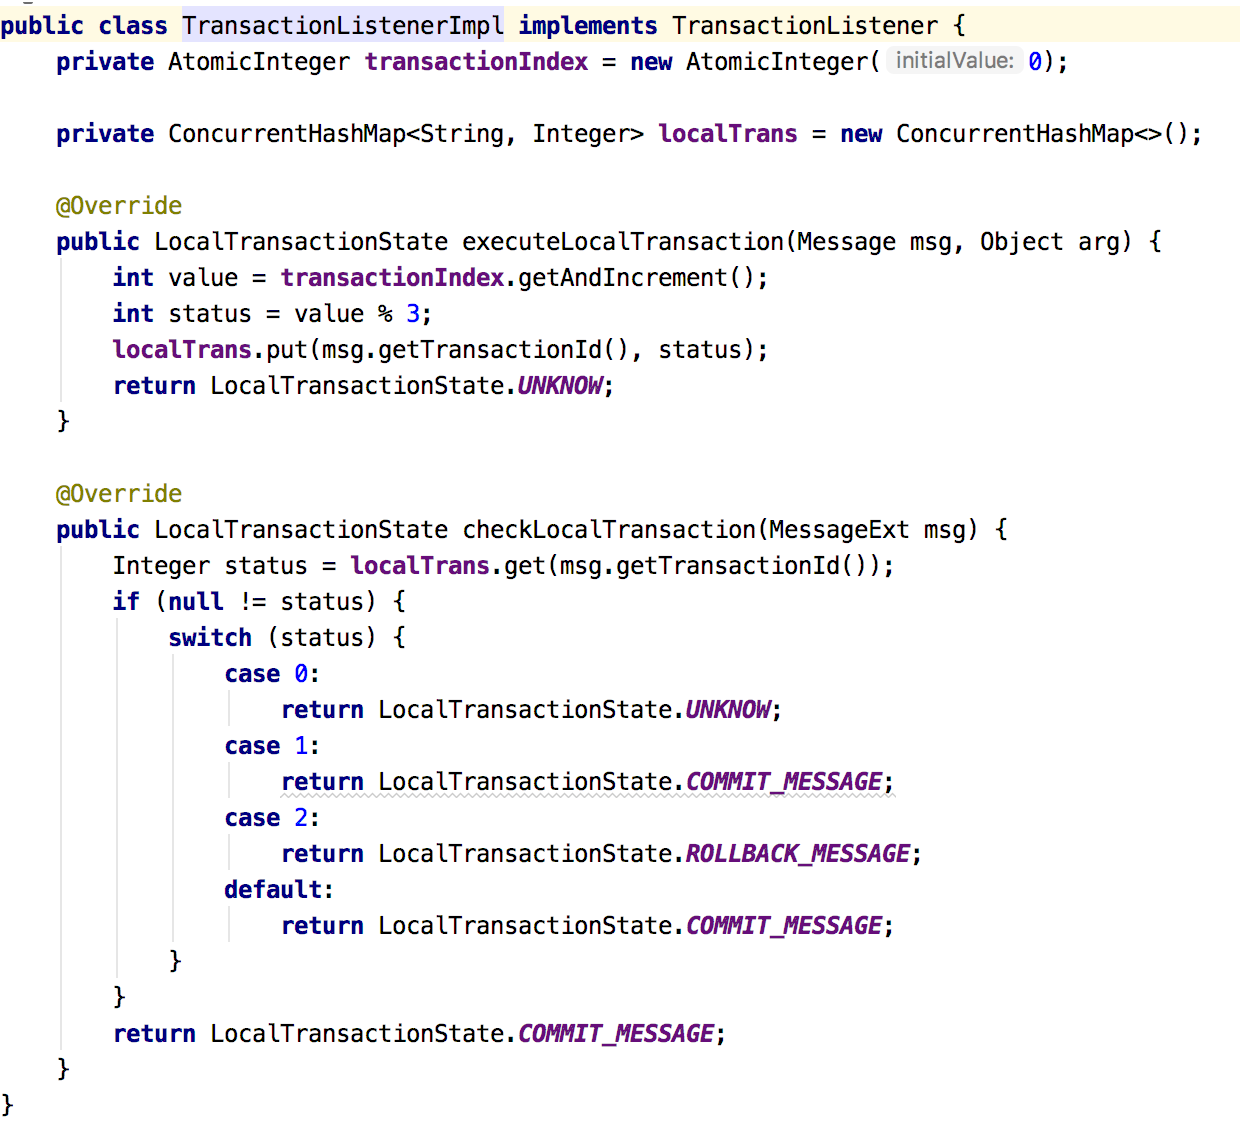 public class TransactionListenerImpl implements TransactionListener {
    private AtomicInteger transactionIndex = new AtomicInteger( initialValue: 0);

    private ConcurrentHashMap<String, Integer> localTrans = new ConcurrentHashMap<>();

    @Override
    public LocalTransactionState executeLocalTransaction(Message msg, Object arg) {
        int value = transactionIndex.getAndIncrement();
        int status = value % 3;
        localTrans.put(msg.getTransactionId(), status);
        return LocalTransactionState.UNKNOW;
    }

    @Override
    public LocalTransactionState checkLocalTransaction(MessageExt msg) {
        Integer status = localTrans.get(msg.getTransactionId());
        if (null != status) {
            switch (status) {
                case 0:
                    return LocalTransactionState.UNKNOW;
                case 1:
                    return LocalTransactionState.COMMIT_MESSAGE;
                case 2:
                    return LocalTransactionState.ROLLBACK_MESSAGE;
                default:
                    return LocalTransactionState.COMMIT_MESSAGE;
            }
        }
        return LocalTransactionState.COMMIT_MESSAGE;
    }
}